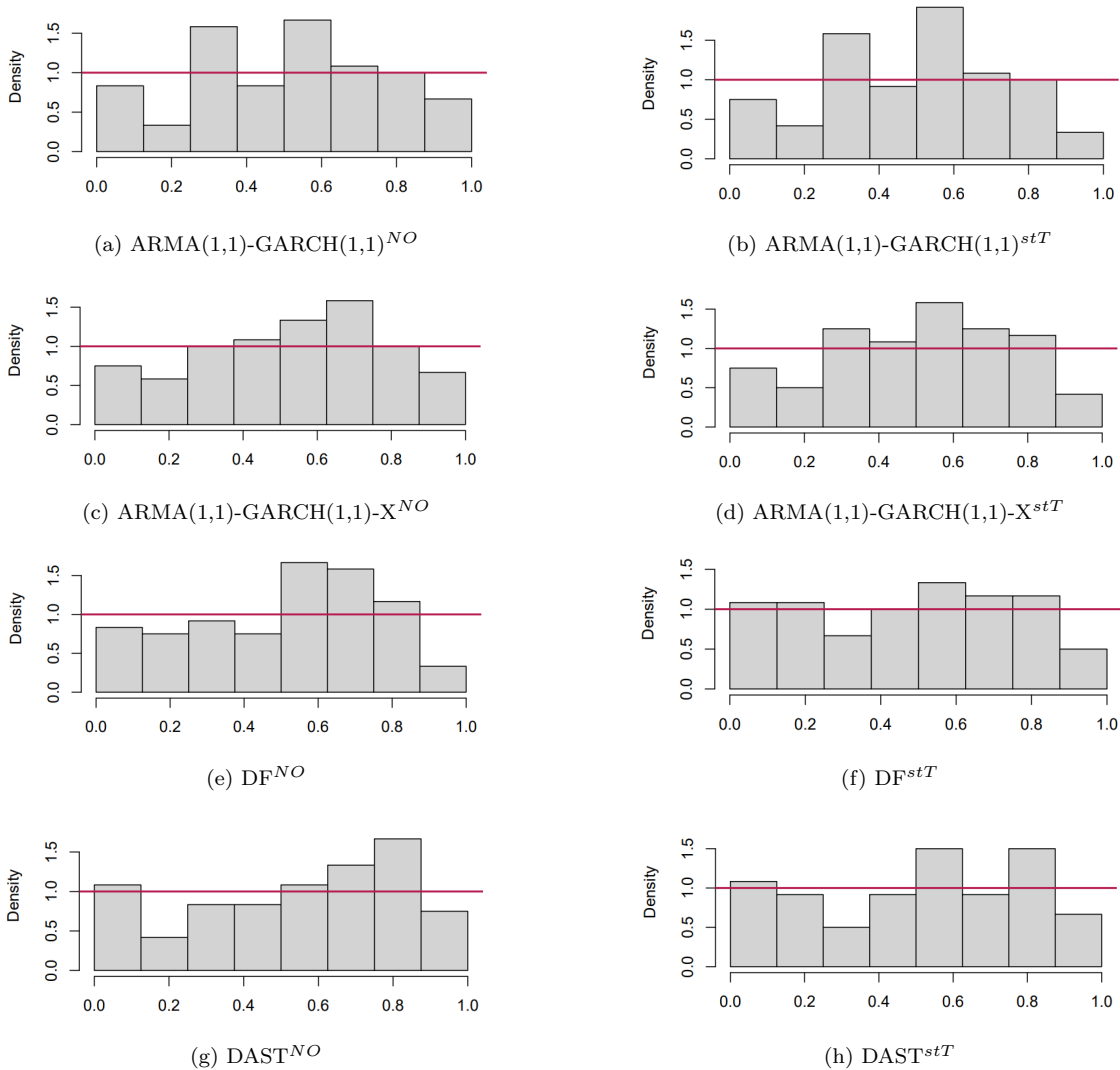 Density
0.0 0.5 1.0 1.5
0.0 0.2 0.4 0.6 0.8 1.0
(a) ARMA(1,1)-GARCH(1,1)^{NO}
Density
0.0 0.5 1.0 1.5
0.0 0.2 0.4 0.6 0.8 1.0
(b) ARMA(1,1)-GARCH(1,1)^{stT}
Density
0.0 0.5 1.0 1.5
0.0 0.2 0.4 0.6 0.8 1.0
(c) ARMA(1,1)-GARCH(1,1)-X^{NO}
Density
0.0 0.5 1.0 1.5
0.0 0.2 0.4 0.6 0.8 1.0
(d) ARMA(1,1)-GARCH(1,1)-X^{stT}
Density
0.0 0.5 1.0 1.5
0.0 0.2 0.4 0.6 0.8 1.0
(e) DF^{NO}
Density
0.0 0.5 1.0 1.5
0.0 0.2 0.4 0.6 0.8 1.0
(f) DF^{stT}
Density
0.0 0.5 1.0 1.5
0.0 0.2 0.4 0.6 0.8 1.0
(g) DAST^{NO}
Density
0.0 0.5 1.0 1.5
0.0 0.2 0.4 0.6 0.8 1.0
(h) DAST^{stT}